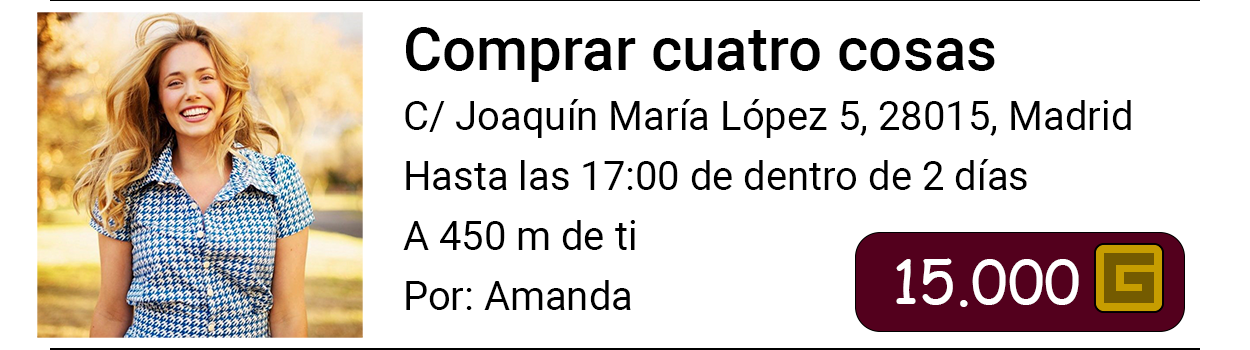 Comprar cuatro cosas
C/ Joaquín María López 5, 28015, Madrid
Hasta las 17:00 de dentro de 2 días
A 450 m de ti
Por: Amanda
15.000 G